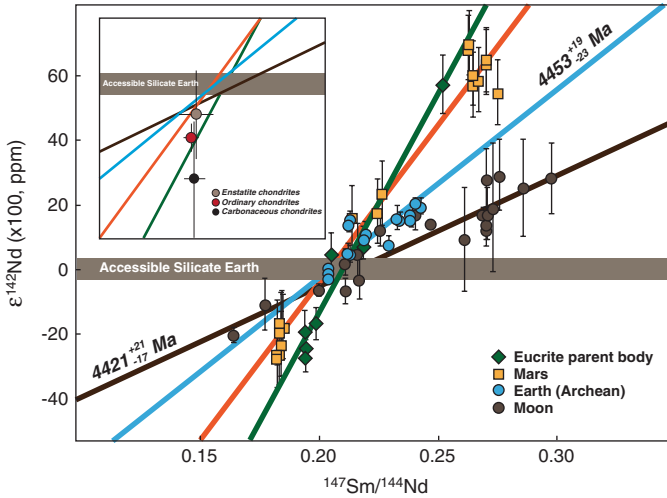 Accessible Silicate Earth
Enstatite chondrites
Ordinary chondrites
Carbonaceous chondrites
4453 +19 -23 Ma
Accessible Silicate Earth
4421 +21 -17 Ma
Eucrite parent body
Mars
Earth (Archean)
Moon
ε142Nd (x100, ppm)
60
40
20
0
-20
-40
0.15
0.20
0.25
0.30
147Sm/144Nd